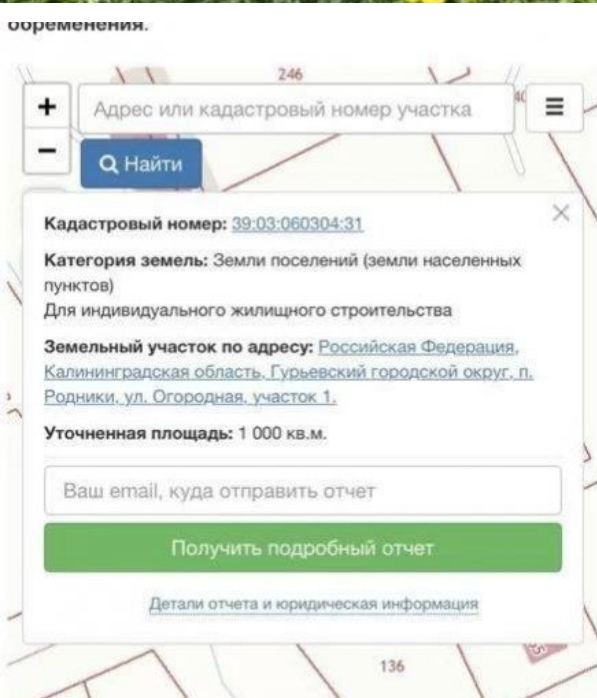 обременения.
246
+
Адрес или кадастровый номер участка
−
Найти
Кадастровый номер: 39:03:060304:31
Категория земель: Земли поселений (земли населенных
пунктов)
Для индивидуального жилищного строительства
Земельный участок по адресу: Российская Федерация,
Калининградская область, Гурьевский городской округ, п.
Родники, ул. Огородная, участок 1.
Уточненная площадь: 1 000 кв.м.
Ваш email, куда отправить отчет
Получить подробный отчет
Детали отчета и юридическая информация
136